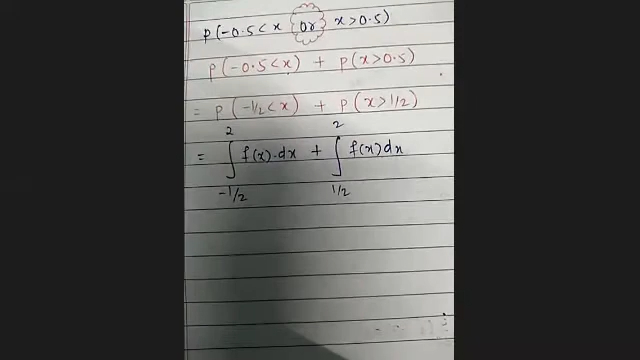 P(-0.5<x or x>0.5)
P(-0.5<x) + P(x>0.5)
= P(-1/2<x) + P(x>1/2)
= ∫_{-1/2}^{2} f(x).dx + ∫_{1/2}^{2} f(x)dx